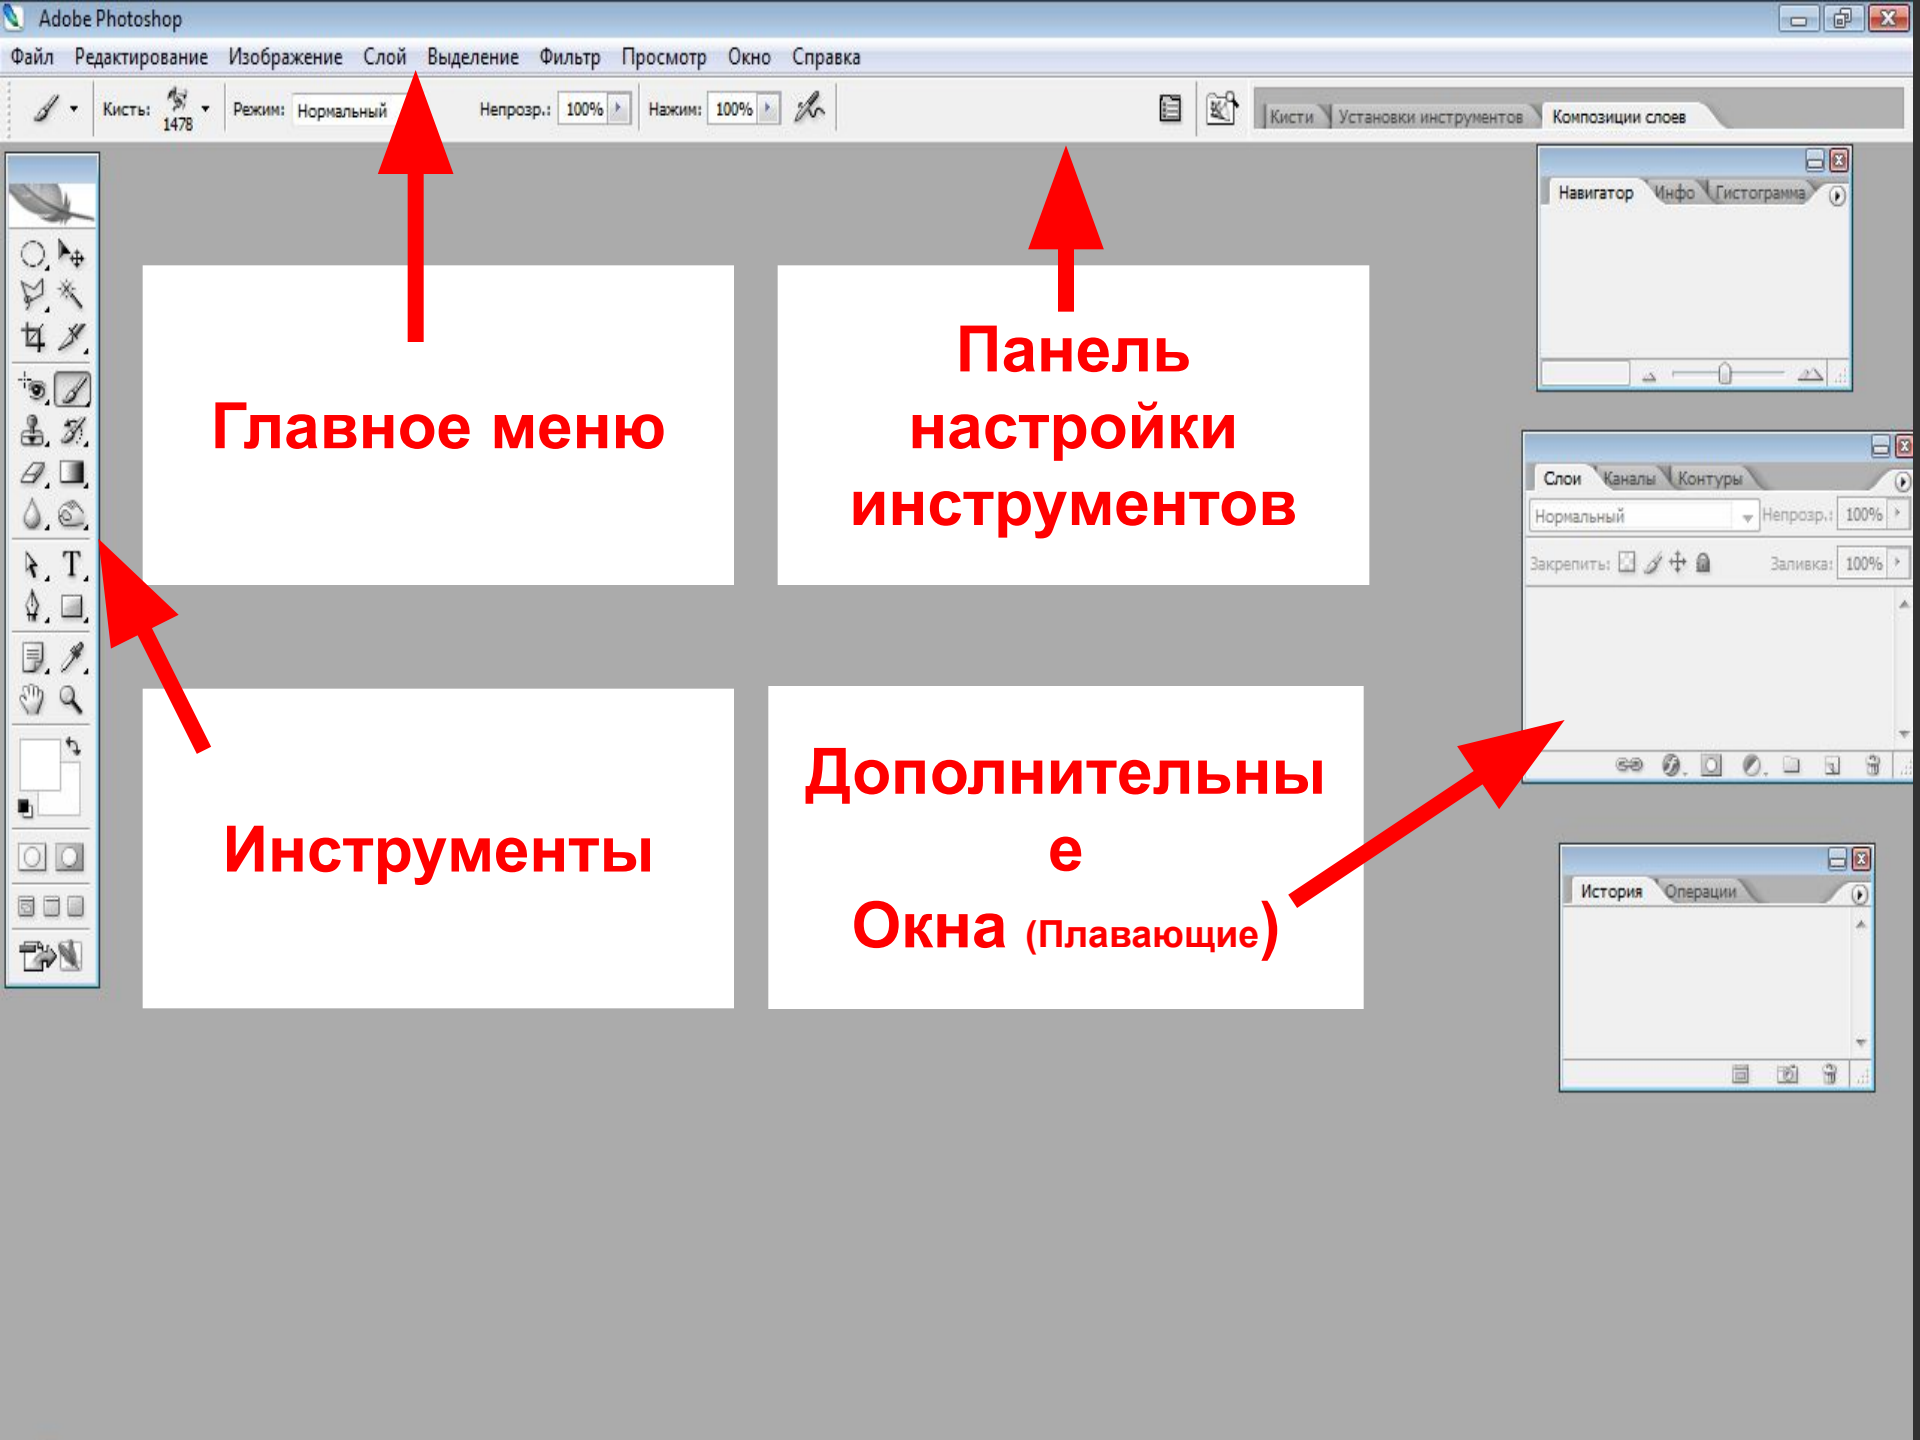 Adobe Photoshop
Файл Редактирование Изображение Слой Выделение Фильтр Просмотр Окно Справка
Кисть: 1478 Режим: Нормальный Непрозр.: 100% Нажим: 100% Кисти Установки инструментов Композиции слоев
Навигатор Инфо Гистограмма
Главное меню
Панель
настройки
инструментов
Слои Каналы Контуры
Нормальный Непрозр.: 100%
Закрепить: Заливка: 100%
T
Инструменты
Дополнительны
е
Окна (Плавающие)
История Операции